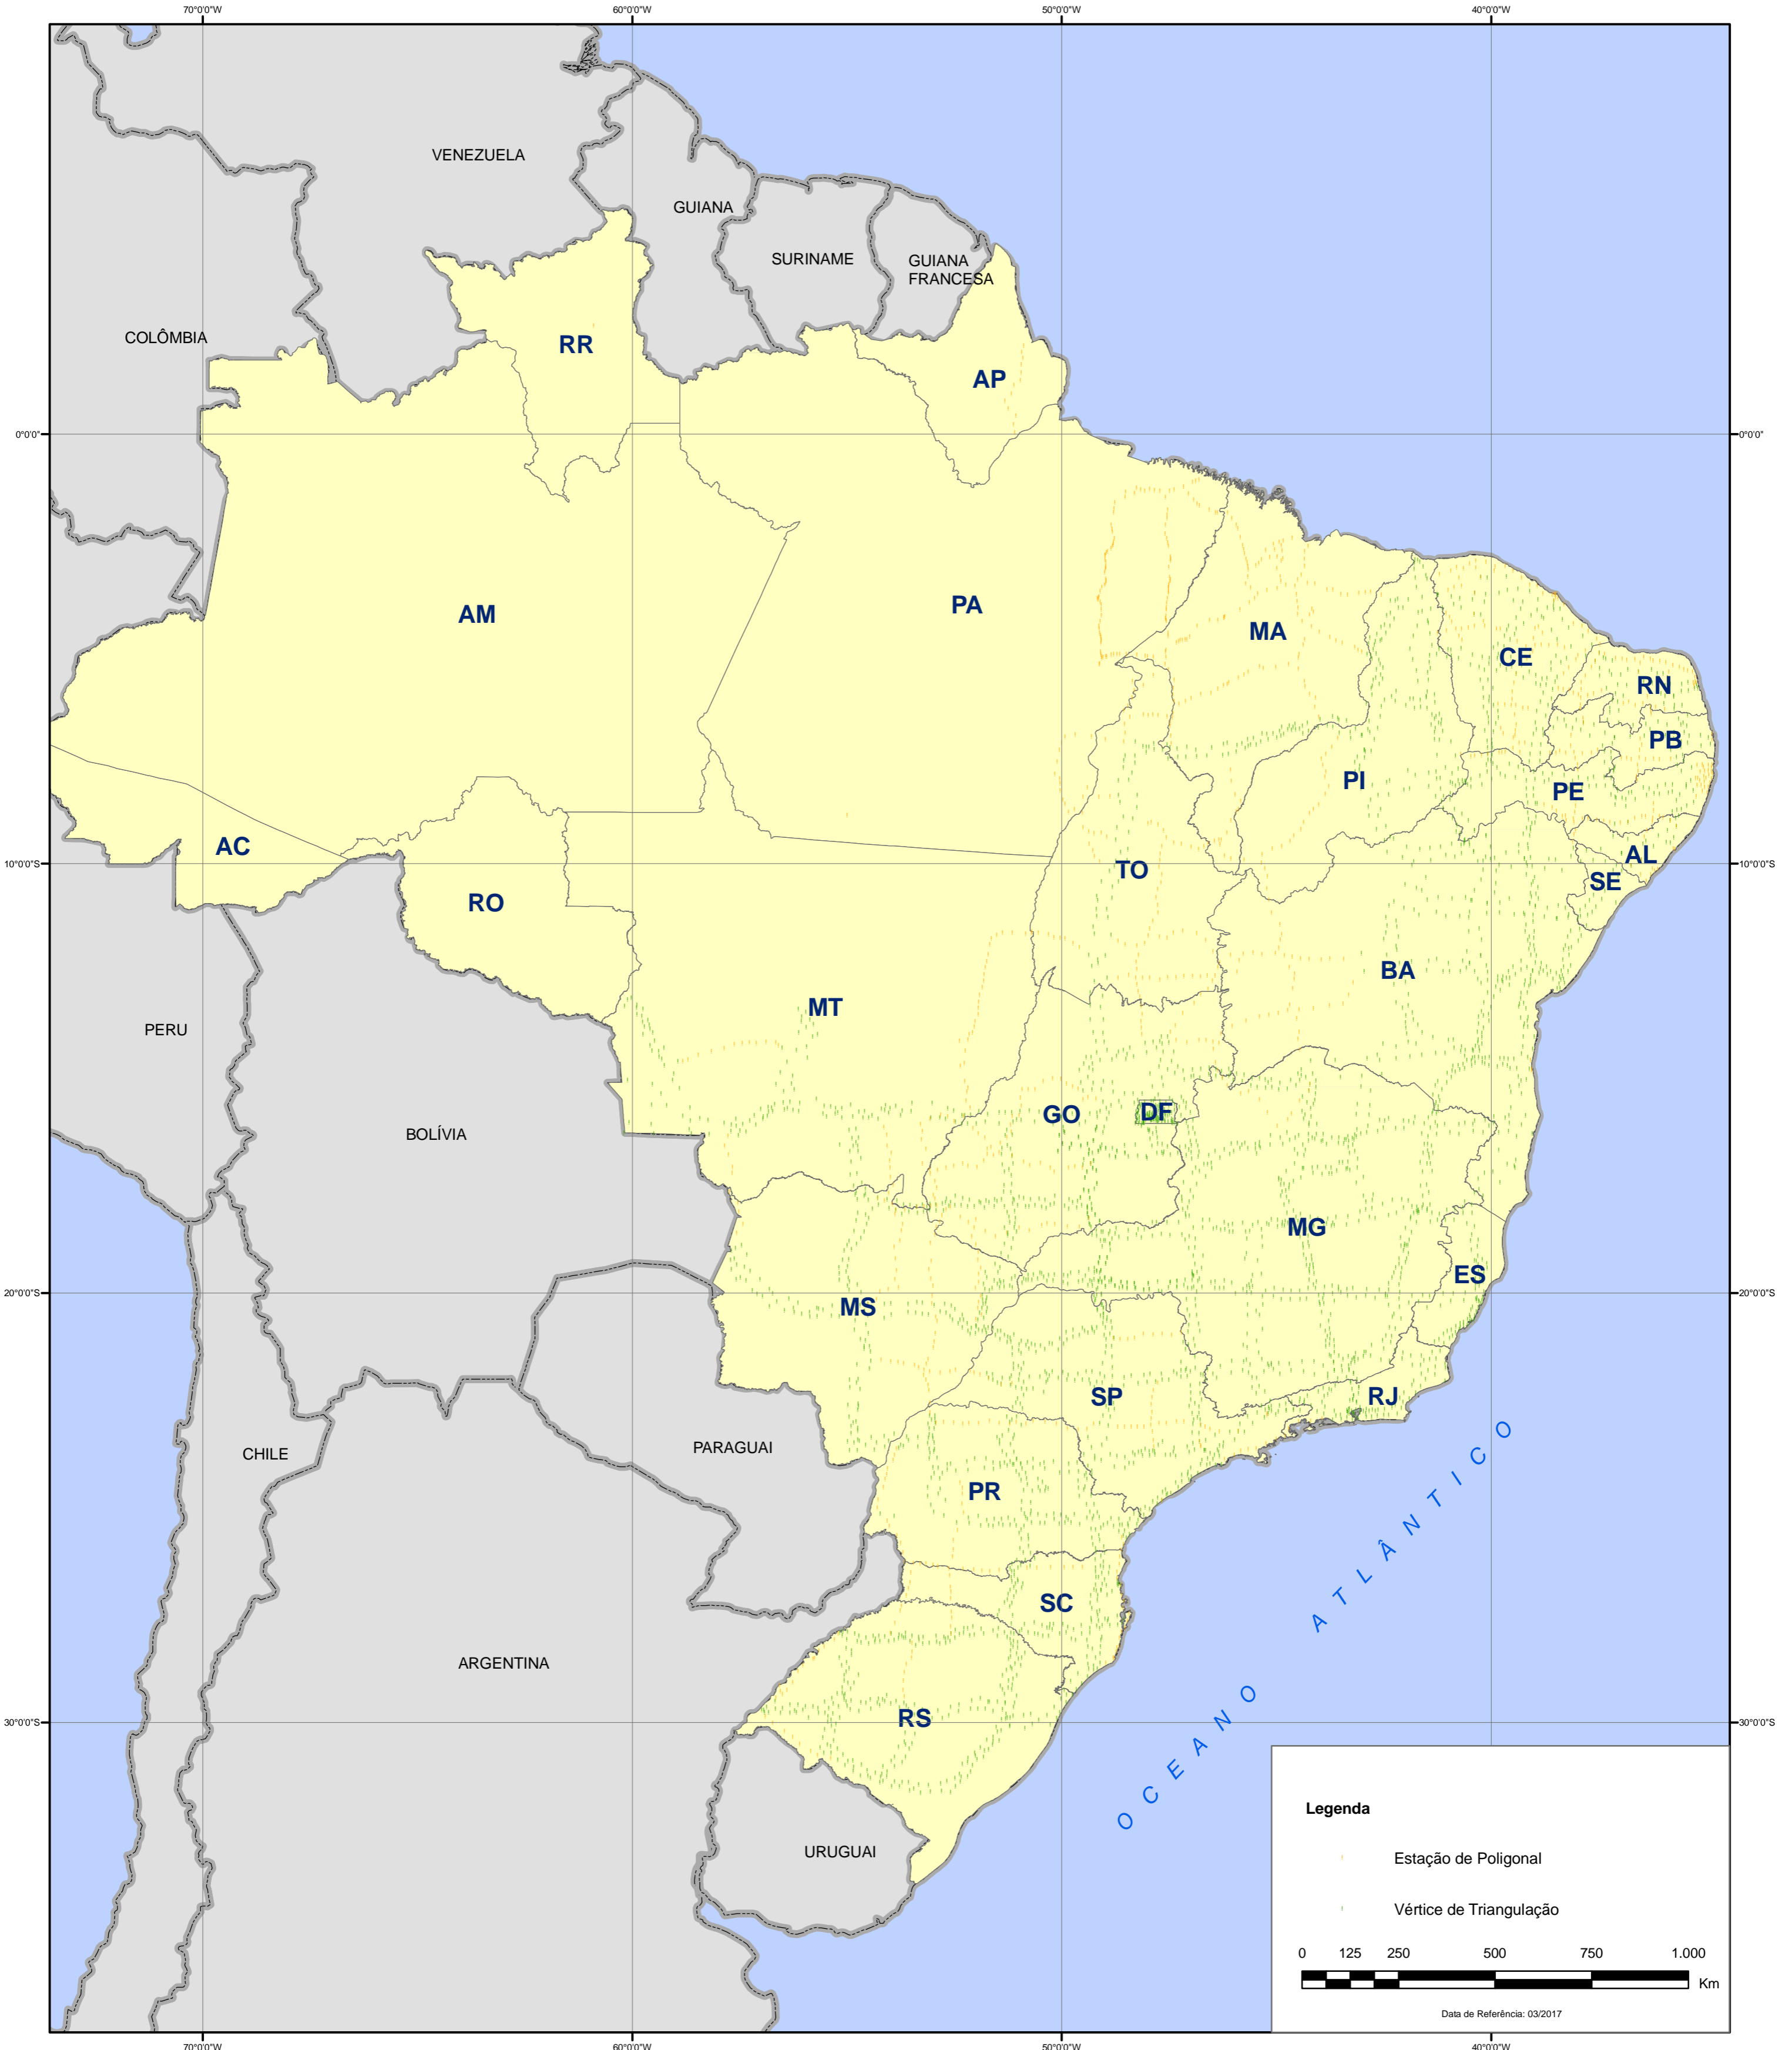 70°0'0"W
60°0'0"W
50°0'0"W
40°0'0"W
VENEZUELA
GUIANA
SURINAME
GUIANA
FRANCESA
COLÔMBIA
RR
AP
0°0'0"
0°0'0"
AM
PA
MA
CE
RN
PB
PI
PE
AC
AL
10°0'0"S
10°0'0"S
TO
SE
RO
BA
MT
PERU
GO
DF
BOLÍVIA
MG
ES
20°0'0"S
20°0'0"S
MS
SP
RJ
CHILE
PARAGUAI
PR
SC
ARGENTINA
RS
30°0'0"S
30°0'0"S
OCEANO ATLÂNTICO
URUGUAI
Legenda
Estação de Poligonal
Vértice de Triangulação
0 125 250 500 750 1.000
Km
Data de Referência: 03/2017
70°0'0"W
60°0'0"W
50°0'0"W
40°0'0"W